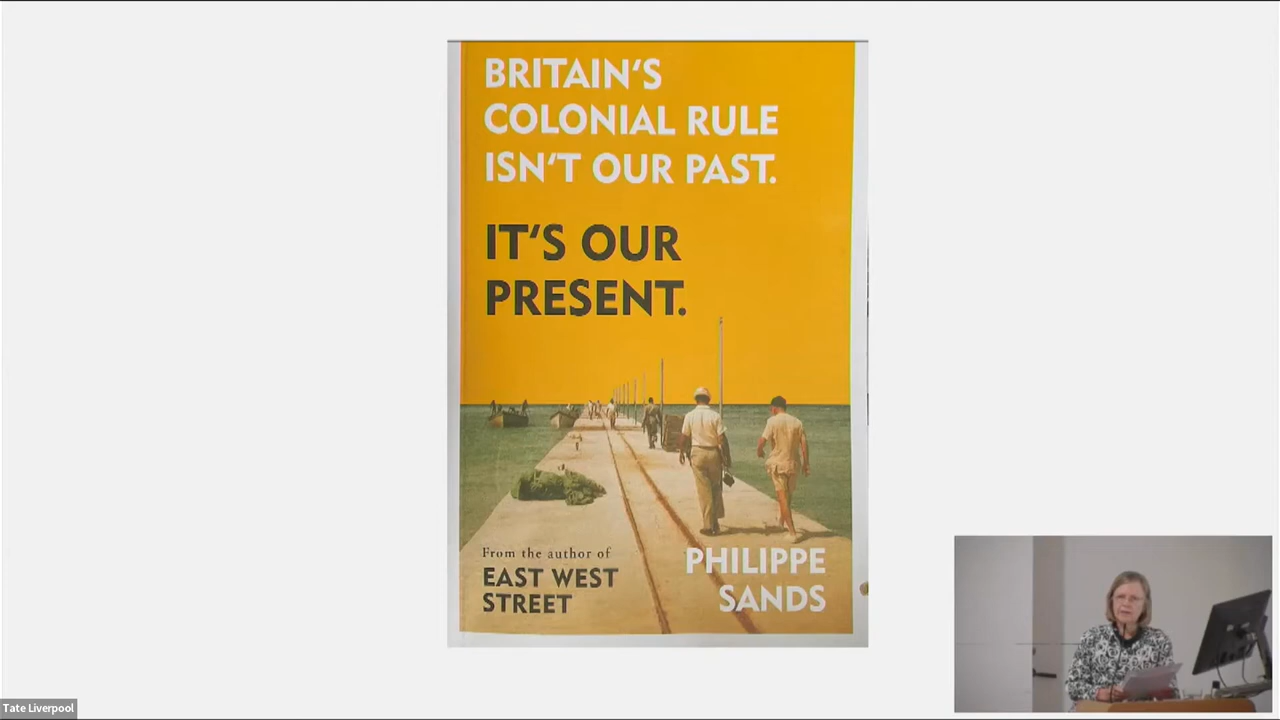 BRITAIN'S
COLONIAL RULE
ISN'T OUR PAST.
IT'S OUR
PRESENT.
From the author of
EAST WEST
STREET
PHILIPPE
SANDS
Tate Liverpool